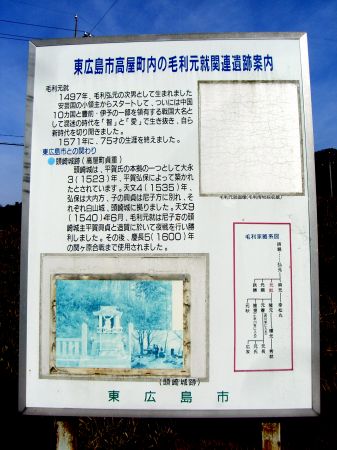 東広島市高屋町内の毛利元就関連遺跡案内
毛利元就
1497年、毛利弘元の次男として生まれました
安芸国の小領主からスタートして、ついには中国
10カ国と豊前・伊予の一部を領有する戦国大名と
して混迷の時代を「智」と「愛」で生き抜き、自ら
新時代を切り開きました。
1571年に、75才の生涯を終えました。
東広島市との関わり
●頭崎城跡(高屋町貞重)
頭崎城は、平賀氏の本拠の一つとして大永
3(1523)年、平賀弘保によって築かれ
たとされています。天文4(1535)年、
弘保は大内方、子の興貞は尼子方に別れ、そ
れぞれ白山城、頭崎城に拠りました。天文9
(1540)年6月、毛利元就は尼子方の頭
崎城主平賀興貞と造賀に於いて夜戦を行い勝
利しました。その後、慶長5(1600)年
の関ヶ原合戦まで使用されました。
毛利家略系図
(頭崎城跡)
東広島市